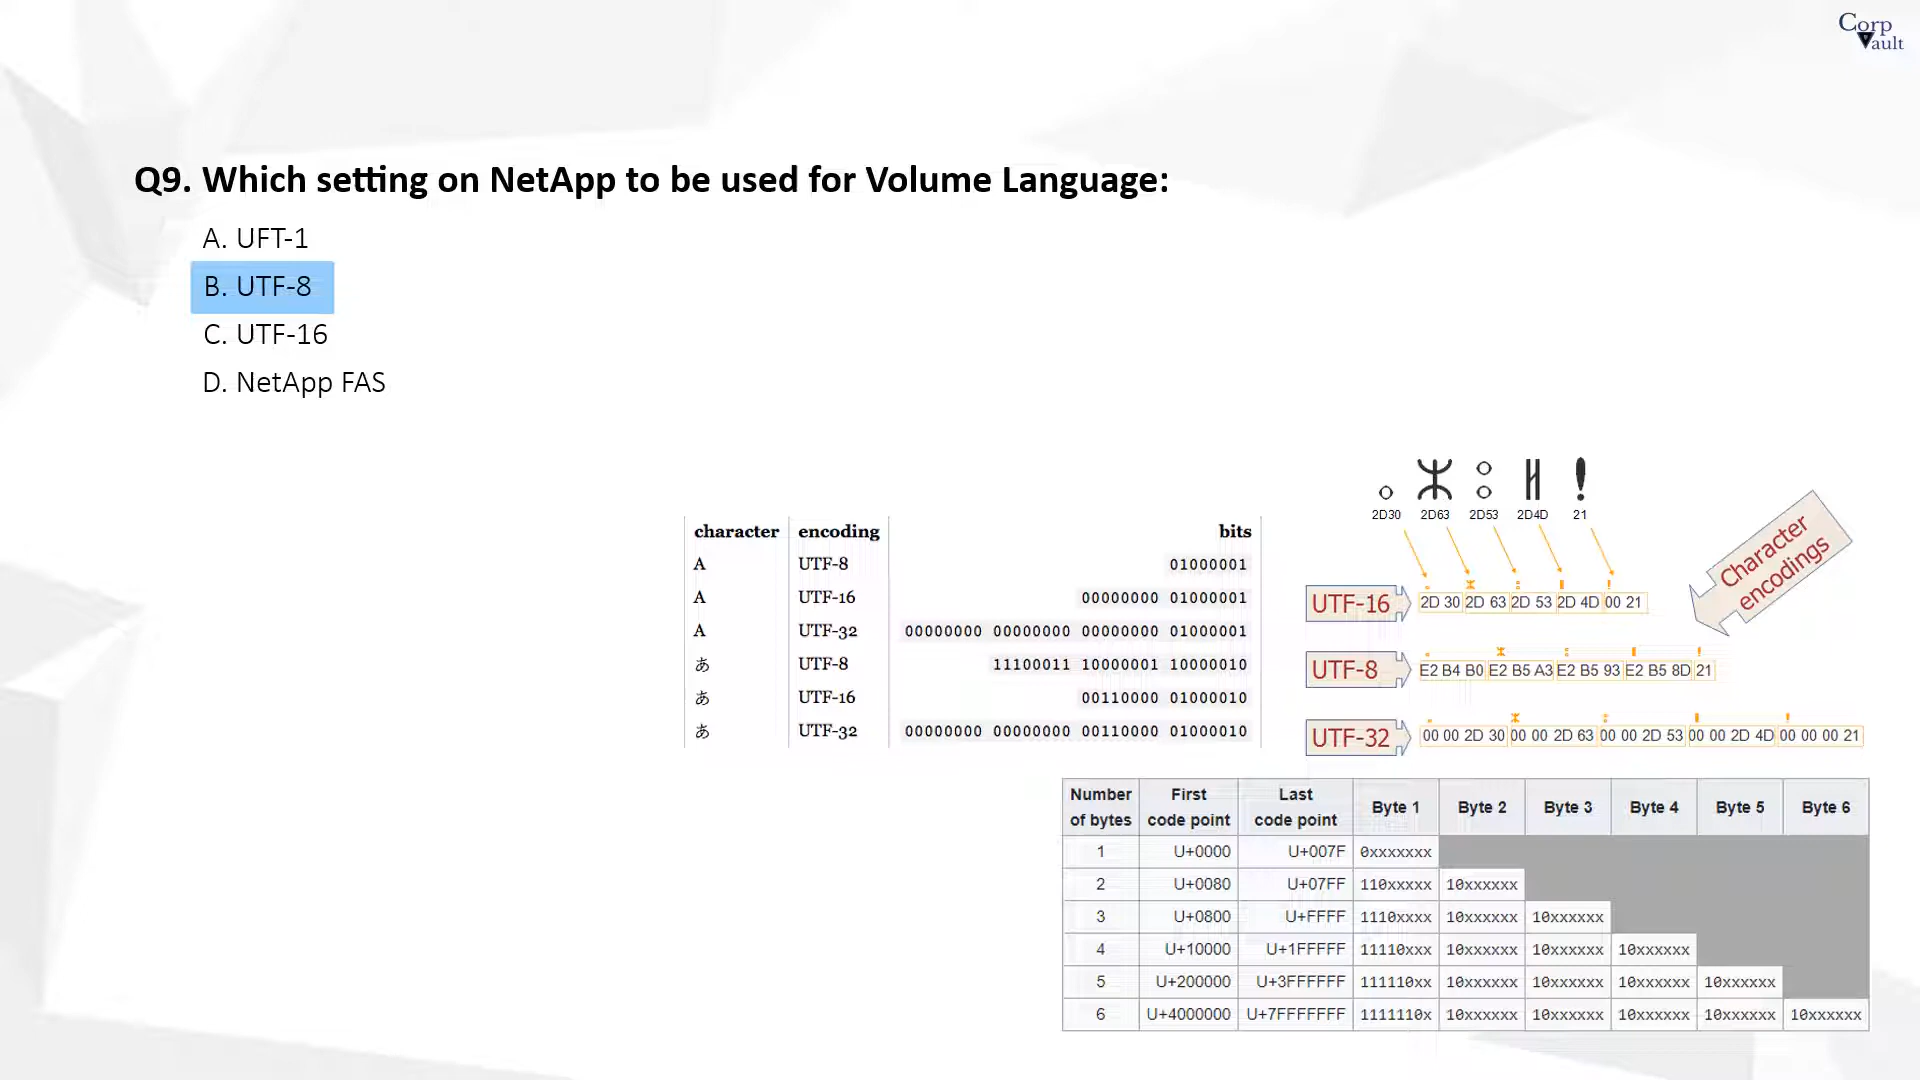 Corp
Vault
Q9. Which setting on NetApp to be used for Volume Language:
A. UFT-1
B. UTF-8
C. UTF-16
D. NetApp FAS
character encoding bits
A UTF-8 01000001
A UTF-16 00000000 01000001
A UTF-32 00000000 00000000 00000000 01000001
あ UTF-8 11100011 10000001 10000010
あ UTF-16 00110000 01000010
あ UTF-32 00000000 00000000 00110000 01000010
ⴰ ⵣ ⵓ ⵍ !
2D30 2D63 2D53 2D4D 21
Character
encodings
UTF-16 2D 30 2D 63 2D 53 2D 4D 00 21
UTF-8 E2 B4 B0 E2 B5 A3 E2 B5 93 E2 B5 8D 21
UTF-32 00 00 2D 30 00 00 2D 63 00 00 2D 53 00 00 2D 4D 00 00 00 21
Number of bytes First code point Last code point Byte 1 Byte 2 Byte 3 Byte 4 Byte 5 Byte 6
1 U+0000 U+007F 0xxxxxxx
2 U+0080 U+07FF 110xxxxx 10xxxxxx
3 U+0800 U+FFFF 1110xxxx 10xxxxxx 10xxxxxx
4 U+10000 U+1FFFFF 11110xxx 10xxxxxx 10xxxxxx 10xxxxxx
5 U+200000 U+3FFFFFF 111110xx 10xxxxxx 10xxxxxx 10xxxxxx 10xxxxxx
6 U+4000000 U+7FFFFFFF 1111110x 10xxxxxx 10xxxxxx 10xxxxxx 10xxxxxx 10xxxxxx